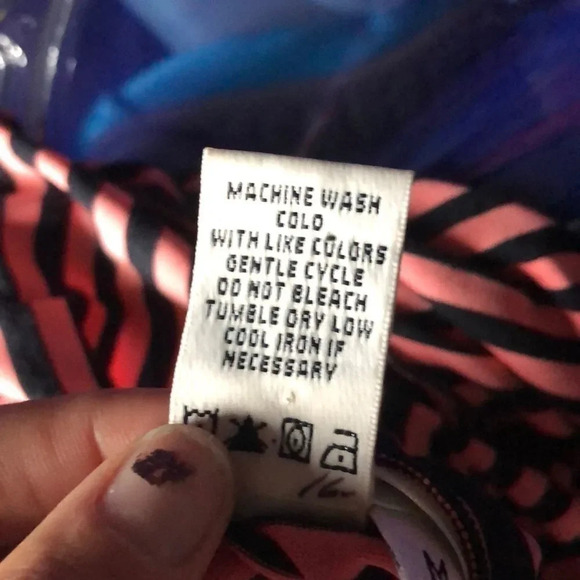 MACHINE WASH
COLD
WITH LIKE COLORS
GENTLE CYCLE
DO NOT BLEACH
TUMBLE DRY LOW
COOL IRON IF
NECESSARY
M